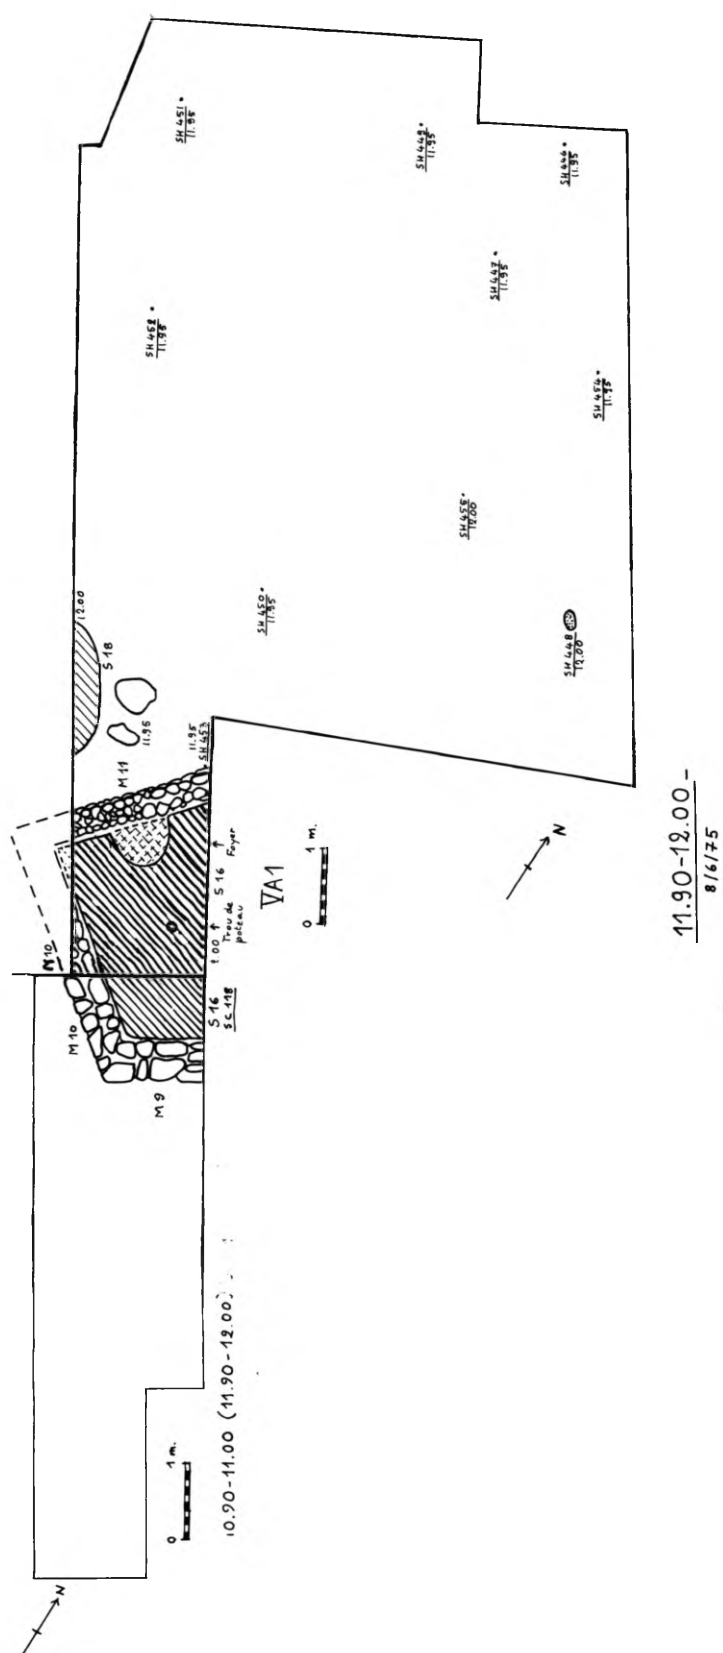 SH 451
11.95
SH 449
11.95
SH 446
11.95
SH 447
11.95
SH 452
11.95
SH 454
11.95
SH 455
12.00
SH 450
11.95
SH 448
12.00
12.00
S 18
11.95
11.95
SH 453
M 11
M10
M 10
M 9
S 16
Foyer
Trou de
poteau
S 16
SC 118
VA1
0 1 m.
N
11.90-12.00-
8/6/75
10.90-11.00 (11.90-12.00)
0 1 m.
N